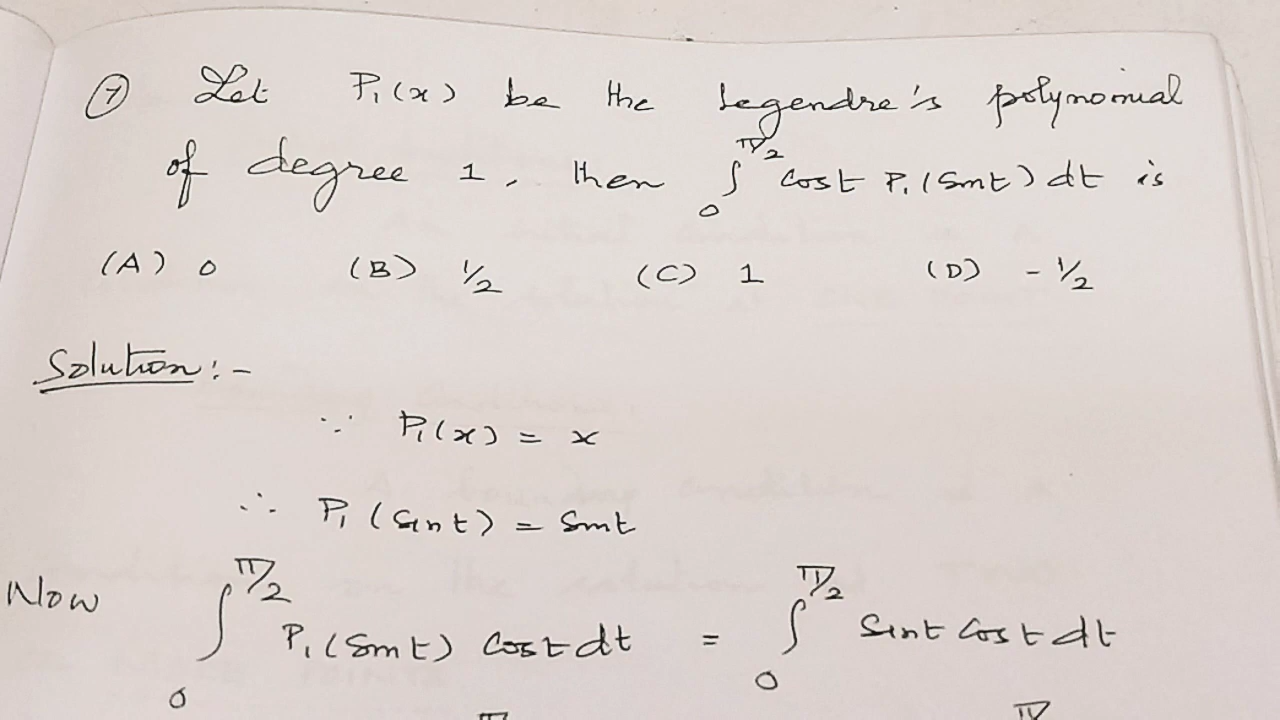 ⑦ Let P₁(x) be the Legendre's polynomial
of degree 1, then ∫₀^{π/2} cost P₁(sint) dt is
(A) 0 (B) 1/2 (C) 1 (D) -1/2
Solution:-
∵ P₁(x) = x
∴ P₁(sint) = sint
Now ∫₀^{π/2} P₁(sint) cost dt = ∫₀^{π/2} sint cost dt